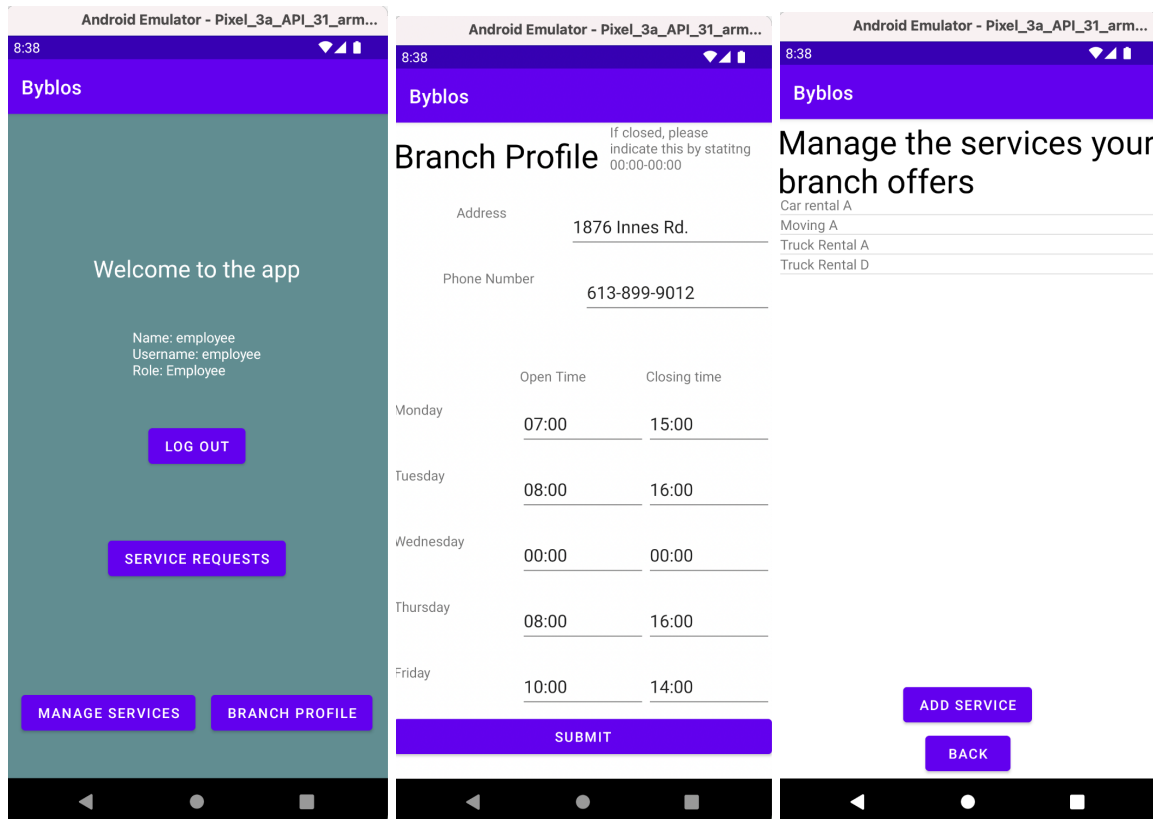 Android Emulator - Pixel_3a_API_31_arm...
8:38
Byblos
Welcome to the app
Name: employee
Username: employee
Role: Employee
LOG OUT
SERVICE REQUESTS
MANAGE SERVICES
BRANCH PROFILE
Android Emulator - Pixel_3a_API_31_arm...
8:38
Byblos
Branch Profile
If closed, please
indicate this by statitng
00:00-00:00
Address
1876 Innes Rd.
Phone Number
613-899-9012
Open Time Closing time
Monday 07:00 15:00
Tuesday 08:00 16:00
Wednesday 00:00 00:00
Thursday 08:00 16:00
Friday 10:00 14:00
SUBMIT
Android Emulator - Pixel_3a_API_31_arm...
8:38
Byblos
Manage the services your
branch offers
Car rental A
Moving A
Truck Rental A
Truck Rental D
ADD SERVICE
BACK